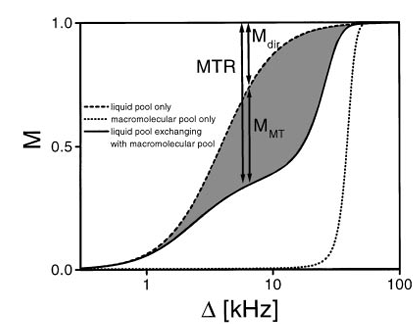 1.0
M_dir
MTR
liquid pool only
macromolecular pool only
liquid pool exchanging
with macromolecular pool
M
0.5
M_MT
0.0
1
10
100
Δ [kHz]